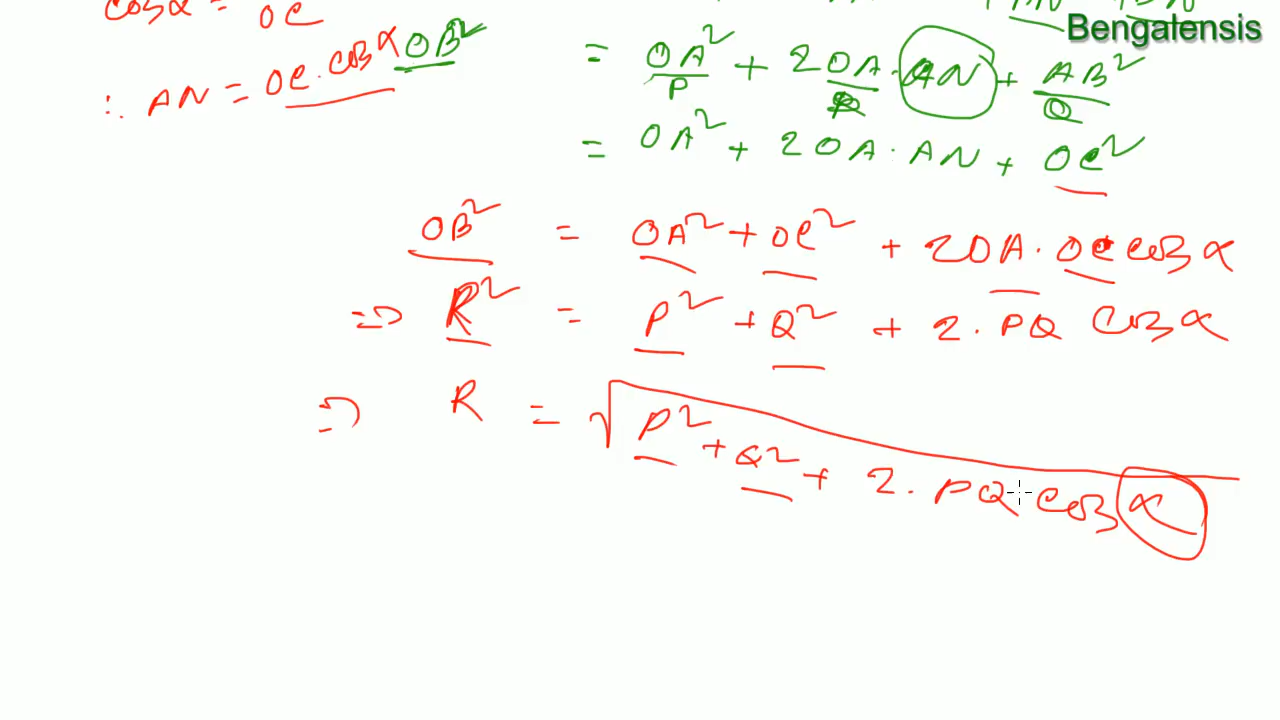 cosα = OC
Bengalensis
∴ AN = OC · cosα OB²
= OA² + 2OA · AN + AB²
P Q
= OA² + 2OA · AN + OC²
OB² = OA² + OC² + 2OA · OC cosα
⇒ R² = P² + Q² + 2 · PQ cosα
⇒ R = √P² + Q² + 2 · PQ cosα